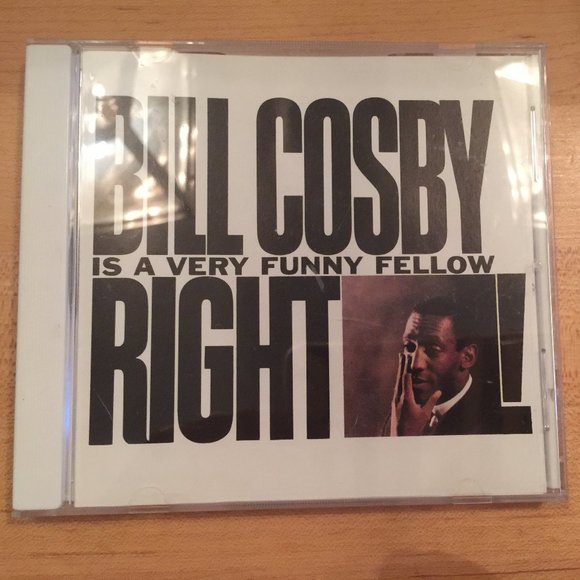 BILL COSBY
IS A VERY FUNNY FELLOW
RIGHT!